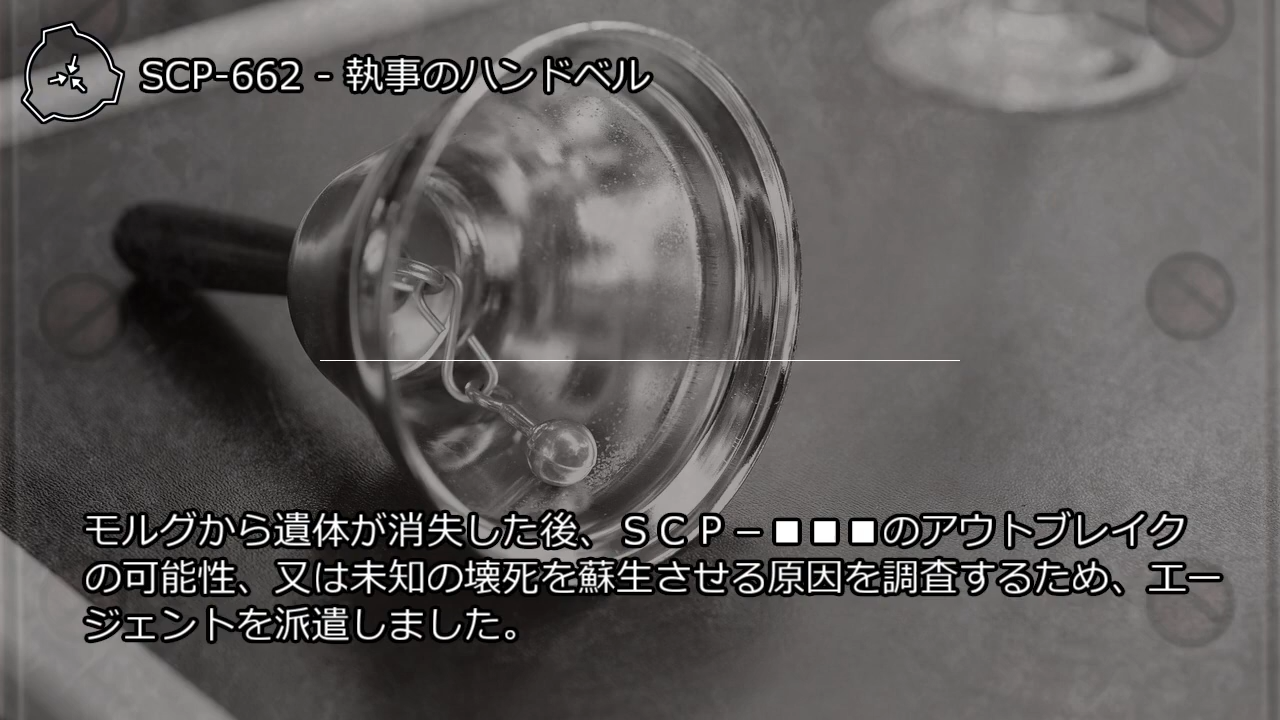 SCP-662 - 執事のハンドベル
モルグから遺体が消失した後、ＳＣＰ－■■■のアウトブレイク
の可能性、又は未知の壊死を蘇生させる原因を調査するため、エー
ジェントを派遣しました。